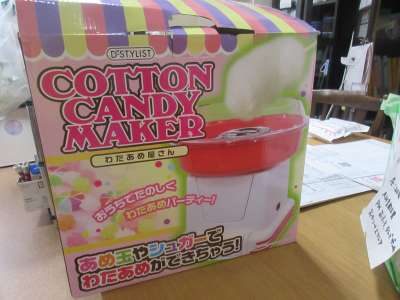 D-STYLIST
COTTON
CANDY
MAKER
わたあめ屋さん
おうちでたのしく
わたあめパーティー!
あめ玉やシュガーで
わたあめができちゃう!